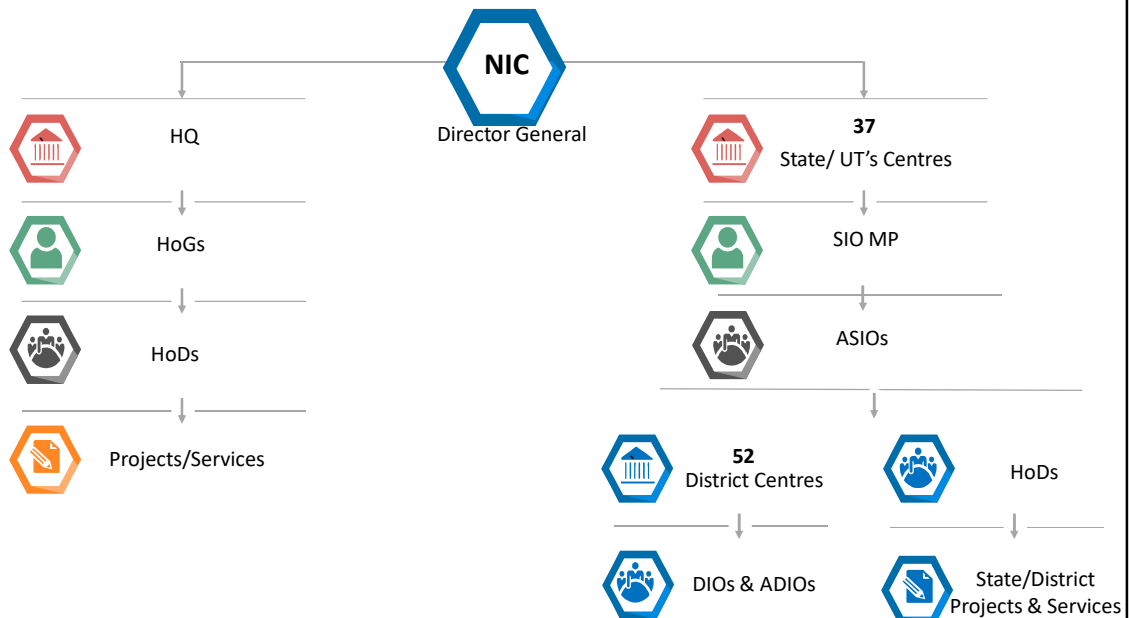 NIC
Director General
HQ
HoGs
HoDs
Projects/Services
37
State/ UT’s Centres
SIO MP
ASIOs
52
District Centres
DIOs & ADIOs
HoDs
State/District
Projects & Services